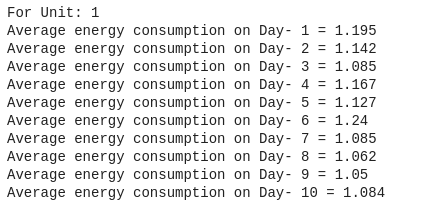 For Unit: 1
Average energy consumption on Day- 1 = 1.195
Average energy consumption on Day- 2 = 1.142
Average energy consumption on Day- 3 = 1.085
Average energy consumption on Day- 4 = 1.167
Average energy consumption on Day- 5 = 1.127
Average energy consumption on Day- 6 = 1.24
Average energy consumption on Day- 7 = 1.085
Average energy consumption on Day- 8 = 1.062
Average energy consumption on Day- 9 = 1.05
Average energy consumption on Day- 10 = 1.084